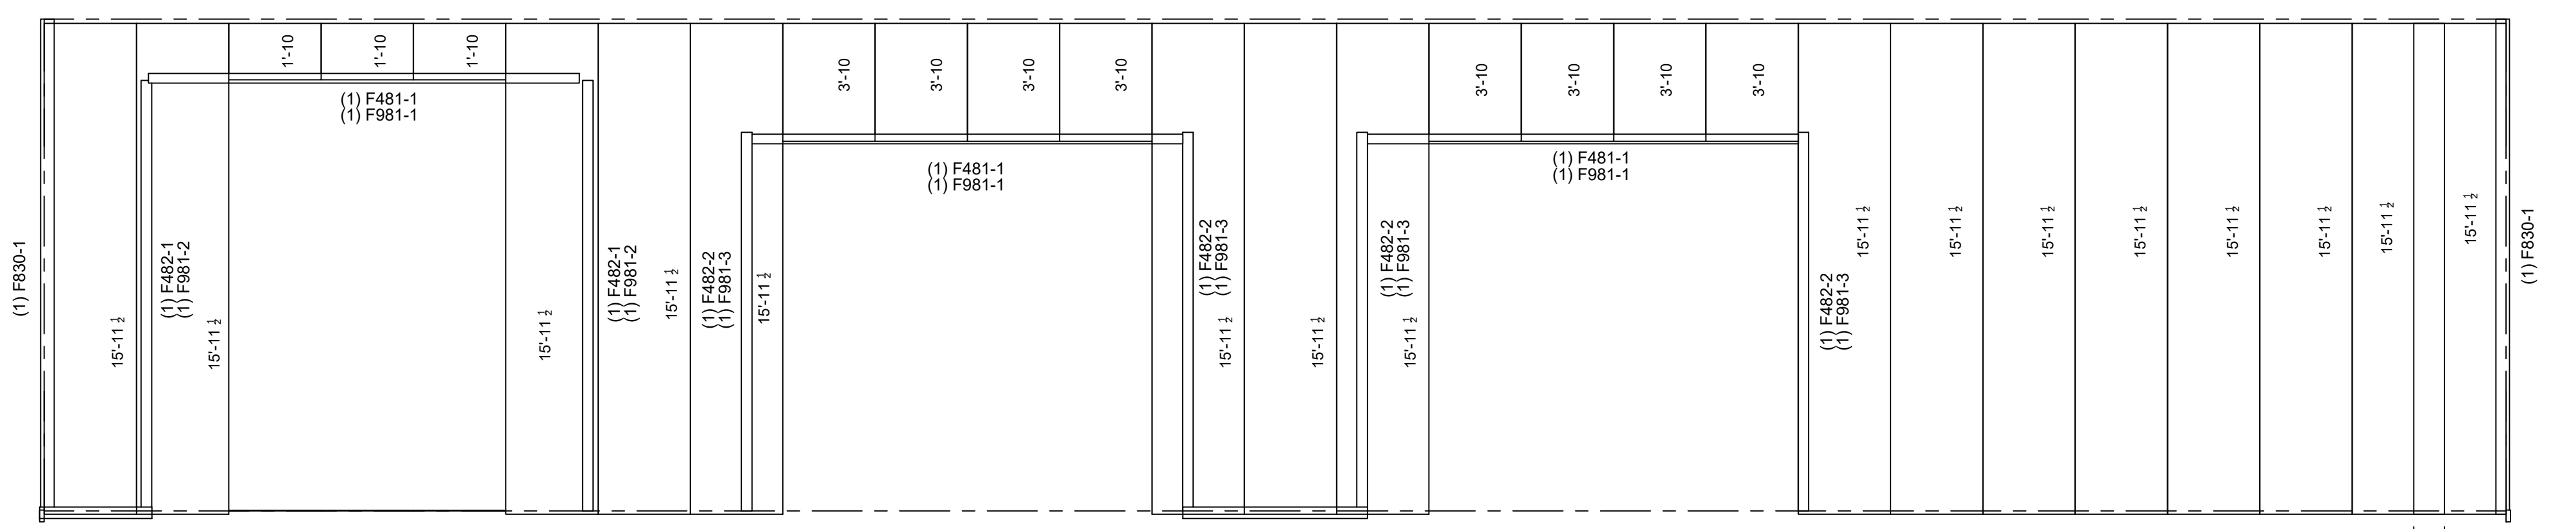 (1) F830-1
15'-11 1/2
(1) F482-1
(1) F981-2
15'-11 1/2
1'-10
1'-10
1'-10
(1) F481-1
(1) F981-1
15'-11 1/2
(1) F482-1
(1) F981-2
15'-11 1/2
(1) F482-2
(1) F981-3
15'-11 1/2
3'-10
3'-10
3'-10
3'-10
(1) F481-1
(1) F981-1
(1) F482-2
(1) F981-3
15'-11 1/2
15'-11 1/2
(1) F482-2
(1) F981-3
15'-11 1/2
3'-10
3'-10
3'-10
3'-10
(1) F481-1
(1) F981-1
(1) F482-2
(1) F981-3
15'-11 1/2
15'-11 1/2
15'-11 1/2
15'-11 1/2
15'-11 1/2
15'-11 1/2
15'-11 1/2
15'-11 1/2
(1) F830-1